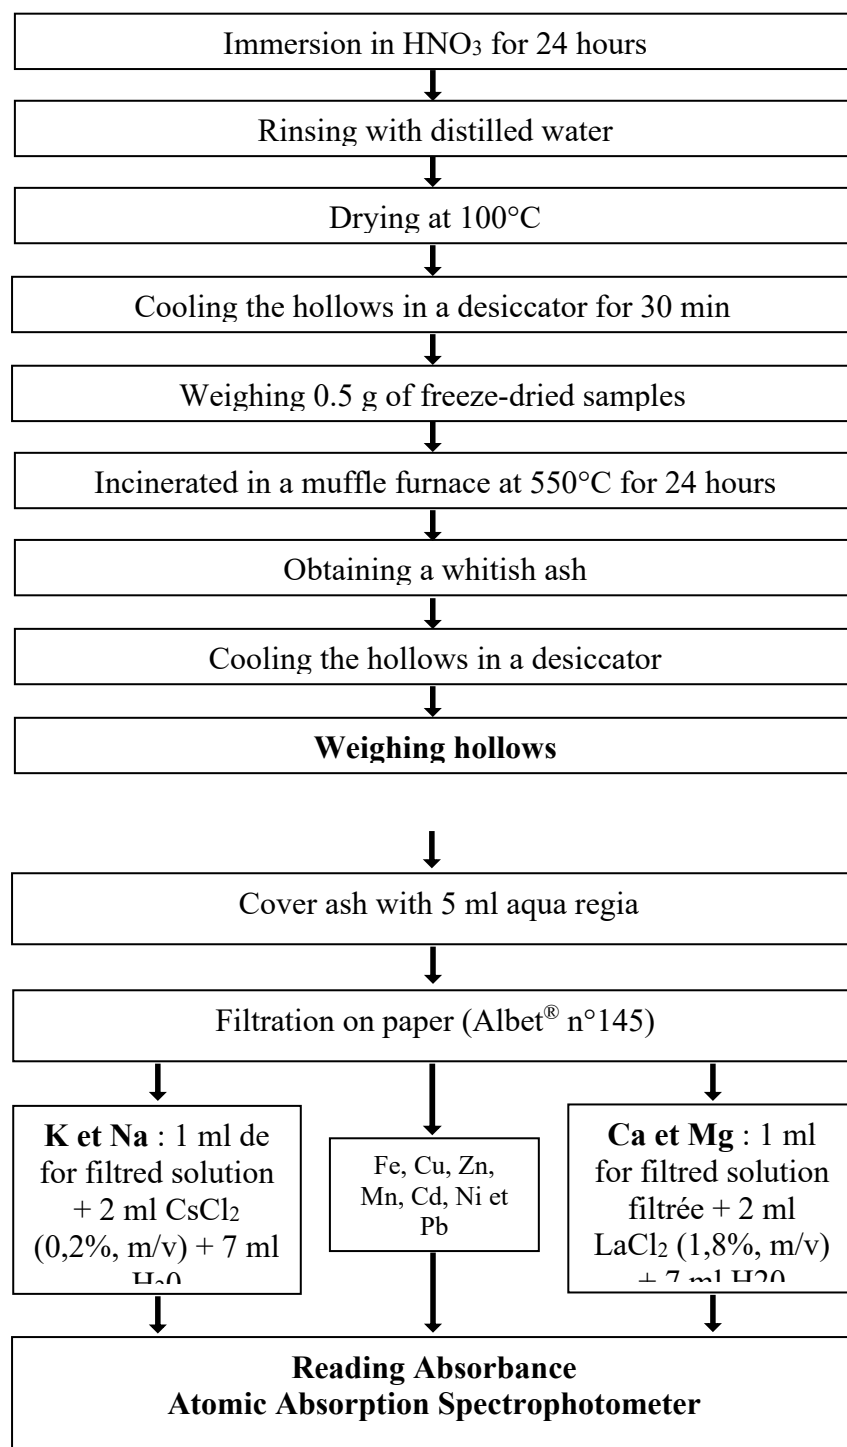 Immersion in HNO₃ for 24 hours
Rinsing with distilled water
Drying at 100°C
Cooling the hollows in a desiccator for 30 min
Weighing 0.5 g of freeze-dried samples
Incinerated in a muffle furnace at 550°C for 24 hours
Obtaining a whitish ash
Cooling the hollows in a desiccator
Weighing hollows
Cover ash with 5 ml aqua regia
Filtration on paper (Albet® n°145)
K et Na : 1 ml de
for filtred solution
+ 2 ml CsCl₂
(0,2%, m/v) + 7 ml
H₂0
Fe, Cu, Zn,
Mn, Cd, Ni et
Pb
Ca et Mg : 1 ml
for filtred solution
filtrée + 2 ml
LaCl₂ (1,8%, m/v)
+ 7 ml H20
Reading Absorbance
Atomic Absorption Spectrophotometer